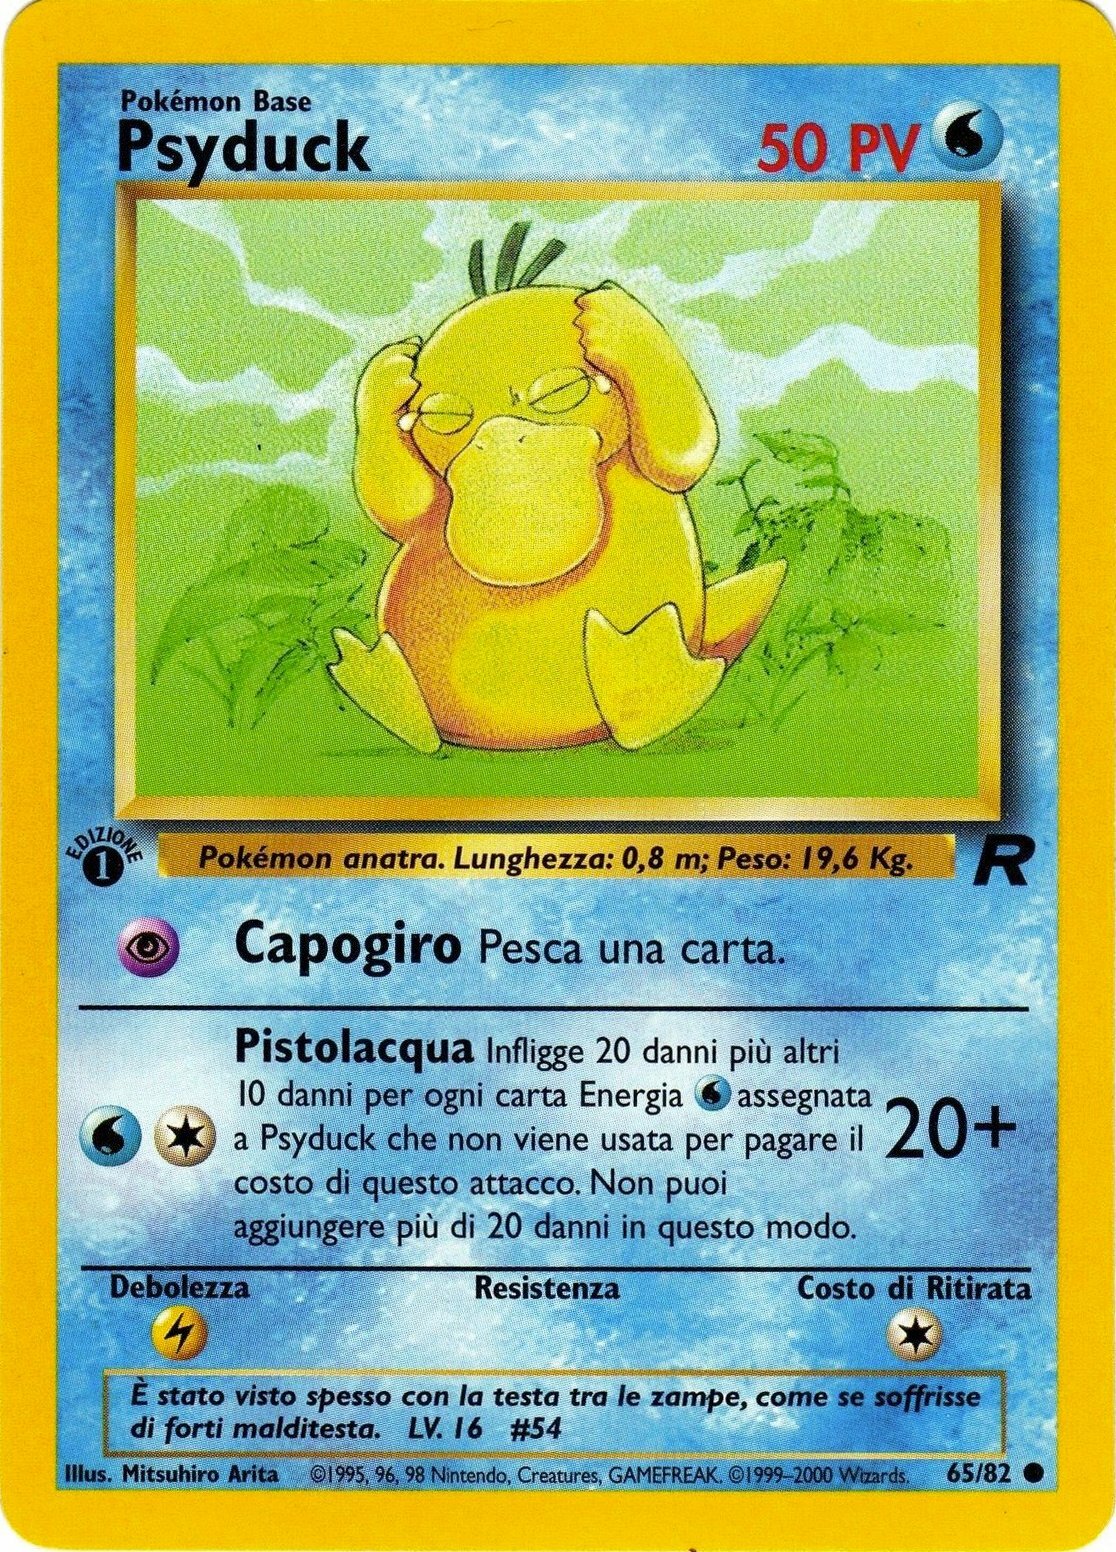 Pokémon Base
Psyduck
50 PV
EDIZIONE
1
Pokémon anatra. Lunghezza: 0,8 m; Peso: 19,6 Kg.
R
Capogiro Pesca una carta.
Pistolacqua Infligge 20 danni più altri
10 danni per ogni carta Energia assegnata
a Psyduck che non viene usata per pagare il
costo di questo attacco. Non puoi
aggiungere più di 20 danni in questo modo.
20+
Debolezza
Resistenza
Costo di Ritirata
È stato visto spesso con la testa tra le zampe, come se soffrisse
di forti malditesta. LV. 16 #54
Illus. Mitsuhiro Arita ©1995, 96, 98 Nintendo, Creatures, GAMEFREAK. ©1999–2000 Wizards. 65/82